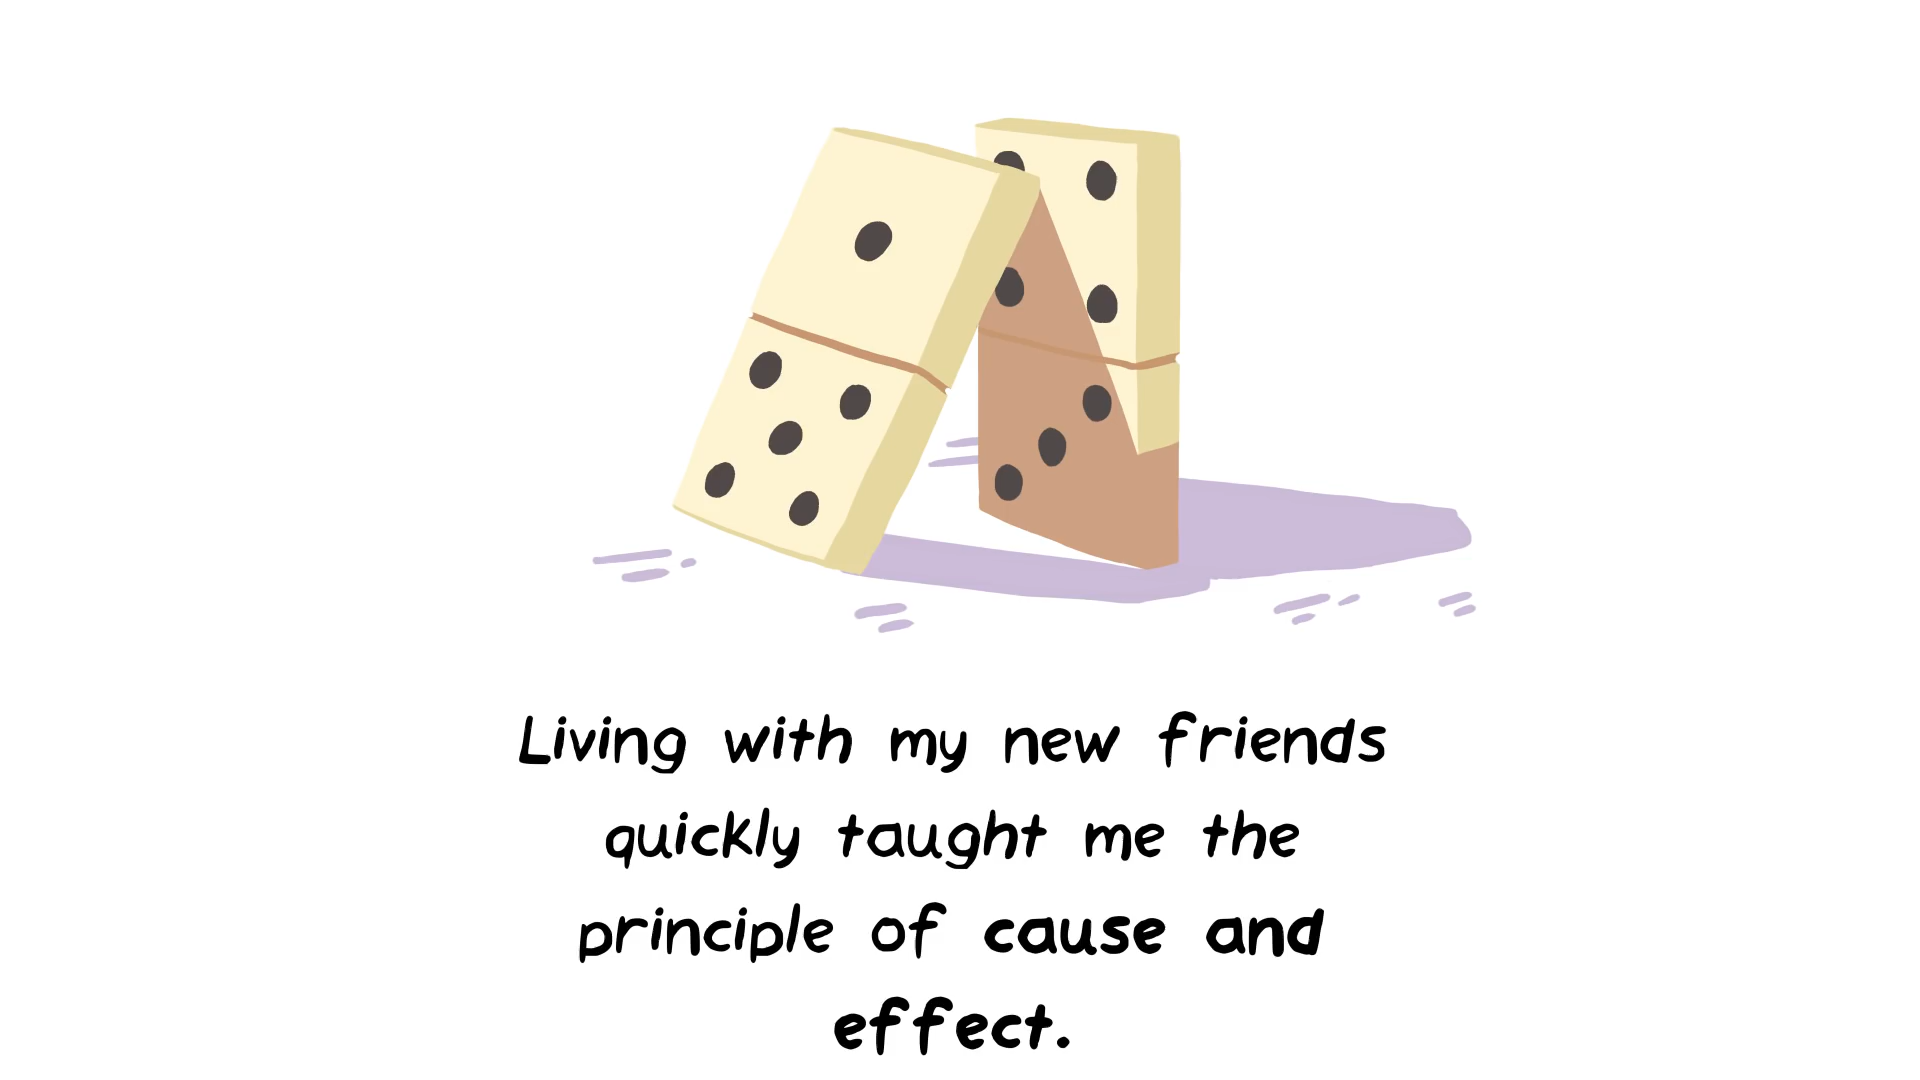 Living with my new friends
quickly taught me the
principle of cause and
effect.